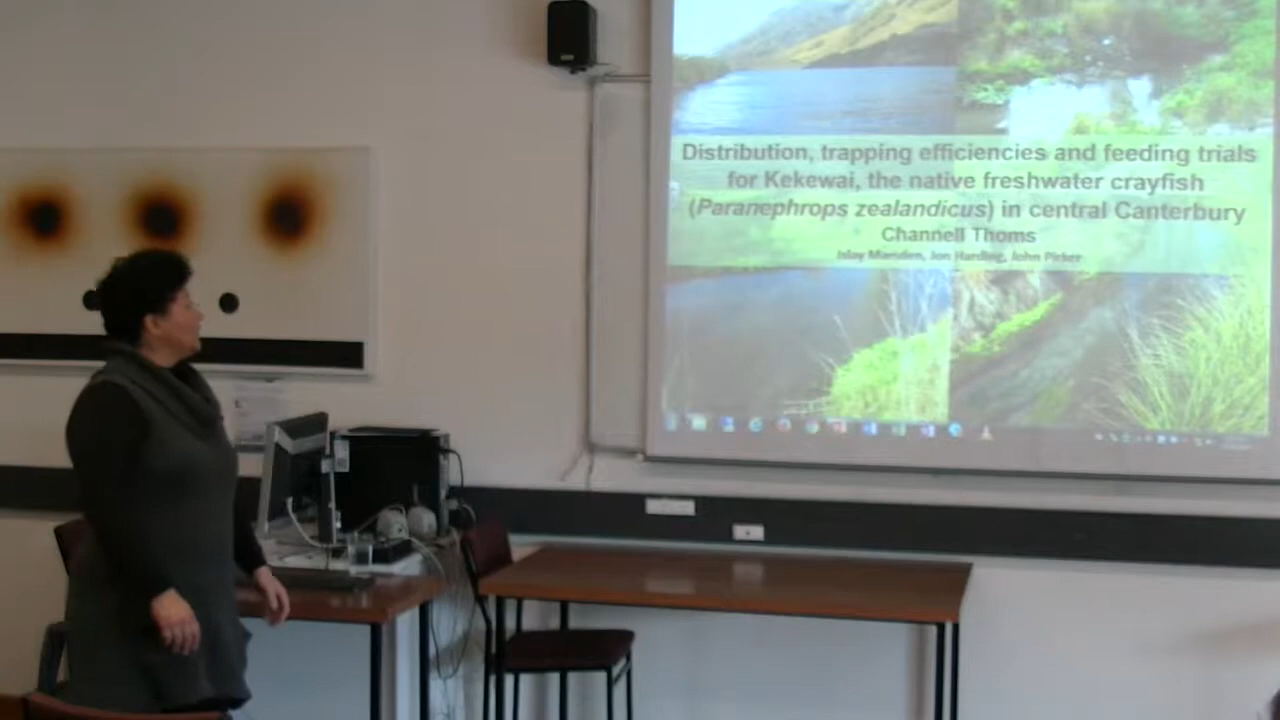 Distribution, trapping efficiencies and feeding trials
for Kekewai, the native freshwater crayfish
(Paranephrops zealandicus) in central Canterbury
Channell Thoms
Islay Marsden, Jon Harding, John Pirker